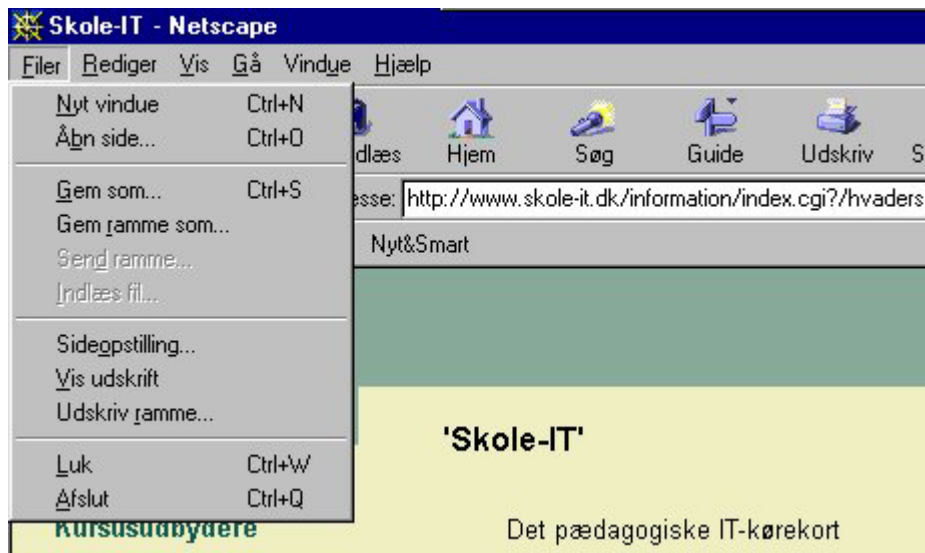 Skole-IT - Netscape
Filer Rediger Vis Gå Vindue Hjælp
Nyt vindue Ctrl+N
Åbn side... Ctrl+O
Gem som... Ctrl+S
Gem ramme som...
Send ramme...
Indlæs fil...
Sideopstilling...
Vis udskrift
Udskriv ramme...
Luk Ctrl+W
Afslut Ctrl+Q
Hjem Søg Guide Udskriv
http://www.skole-it.dk/information/index.cgi?/hvaders
Nyt&Smart
'Skole-IT'
Kursusudbydere Det pædagogiske IT-kørekort